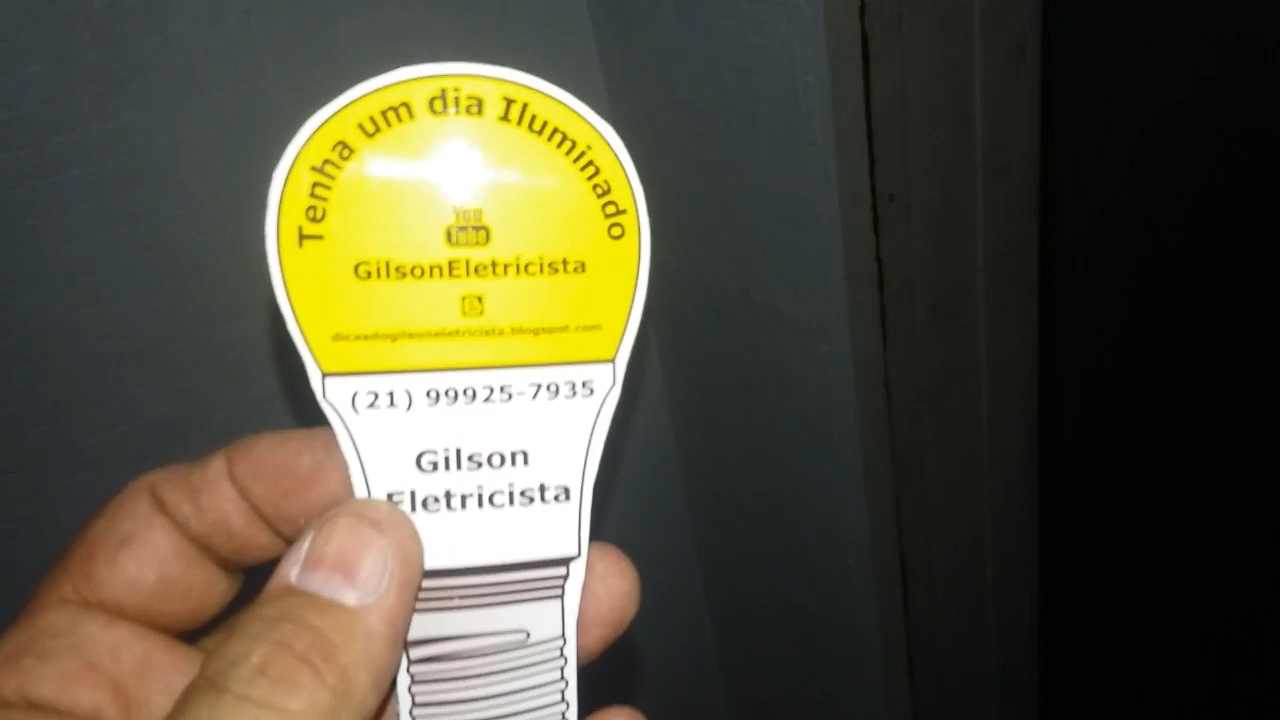 Tenha um dia Iluminado
You
Tube
GilsonEletricista
dicasdogilsoneletricista.blogspot.com
(21) 99925-7935
Gilson
Eletricista